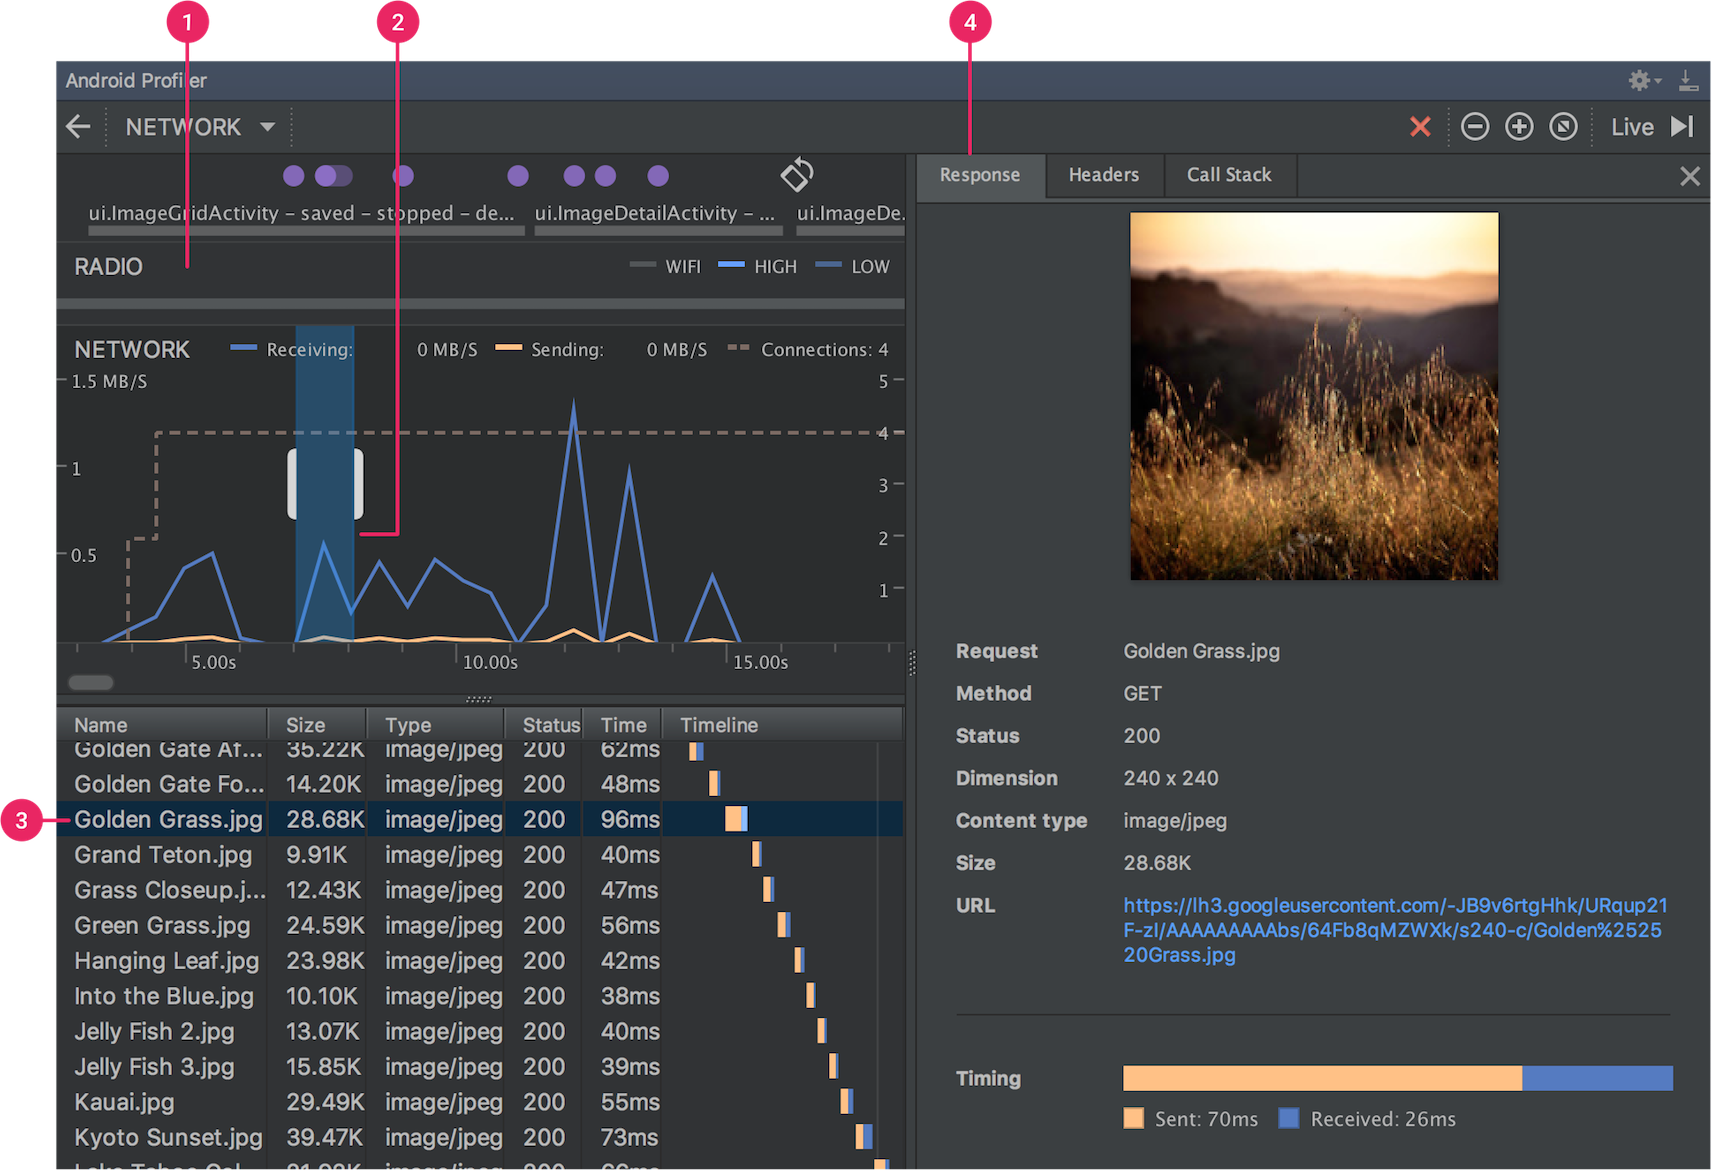 1
2
4
Android Profiler
NETWORK
Live
ui.ImageGridActivity – saved – stopped – de...
ui.ImageDetailActivity – ...
ui.ImageDe.
RADIO
WIFI
HIGH
LOW
NETWORK
Receiving:
0 MB/S
Sending:
0 MB/S
Connections: 4
1.5 MB/S
5
4
1
3
2
0.5
1
5.00s
10.00s
15.00s
Name Size Type Status Time Timeline
Golden Gate Af... 35.22K image/jpeg 200 62ms
Golden Gate Fo... 14.20K image/jpeg 200 48ms
3
Golden Grass.jpg 28.68K image/jpeg 200 96ms
Grand Teton.jpg 9.91K image/jpeg 200 40ms
Grass Closeup.j... 12.43K image/jpeg 200 47ms
Green Grass.jpg 24.59K image/jpeg 200 56ms
Hanging Leaf.jpg 23.98K image/jpeg 200 42ms
Into the Blue.jpg 10.10K image/jpeg 200 38ms
Jelly Fish 2.jpg 13.07K image/jpeg 200 40ms
Jelly Fish 3.jpg 15.85K image/jpeg 200 39ms
Kauai.jpg 29.49K image/jpeg 200 55ms
Kyoto Sunset.jpg 39.47K image/jpeg 200 73ms
Response
Headers
Call Stack
Request Golden Grass.jpg
Method GET
Status 200
Dimension 240 x 240
Content type image/jpeg
Size 28.68K
URL https://lh3.googleusercontent.com/-JB9v6rtgHhk/URqup21
F-zI/AAAAAAAAAbs/64Fb8qMZWXk/s240-c/Golden%2525
20Grass.jpg
Timing
Sent: 70ms
Received: 26ms